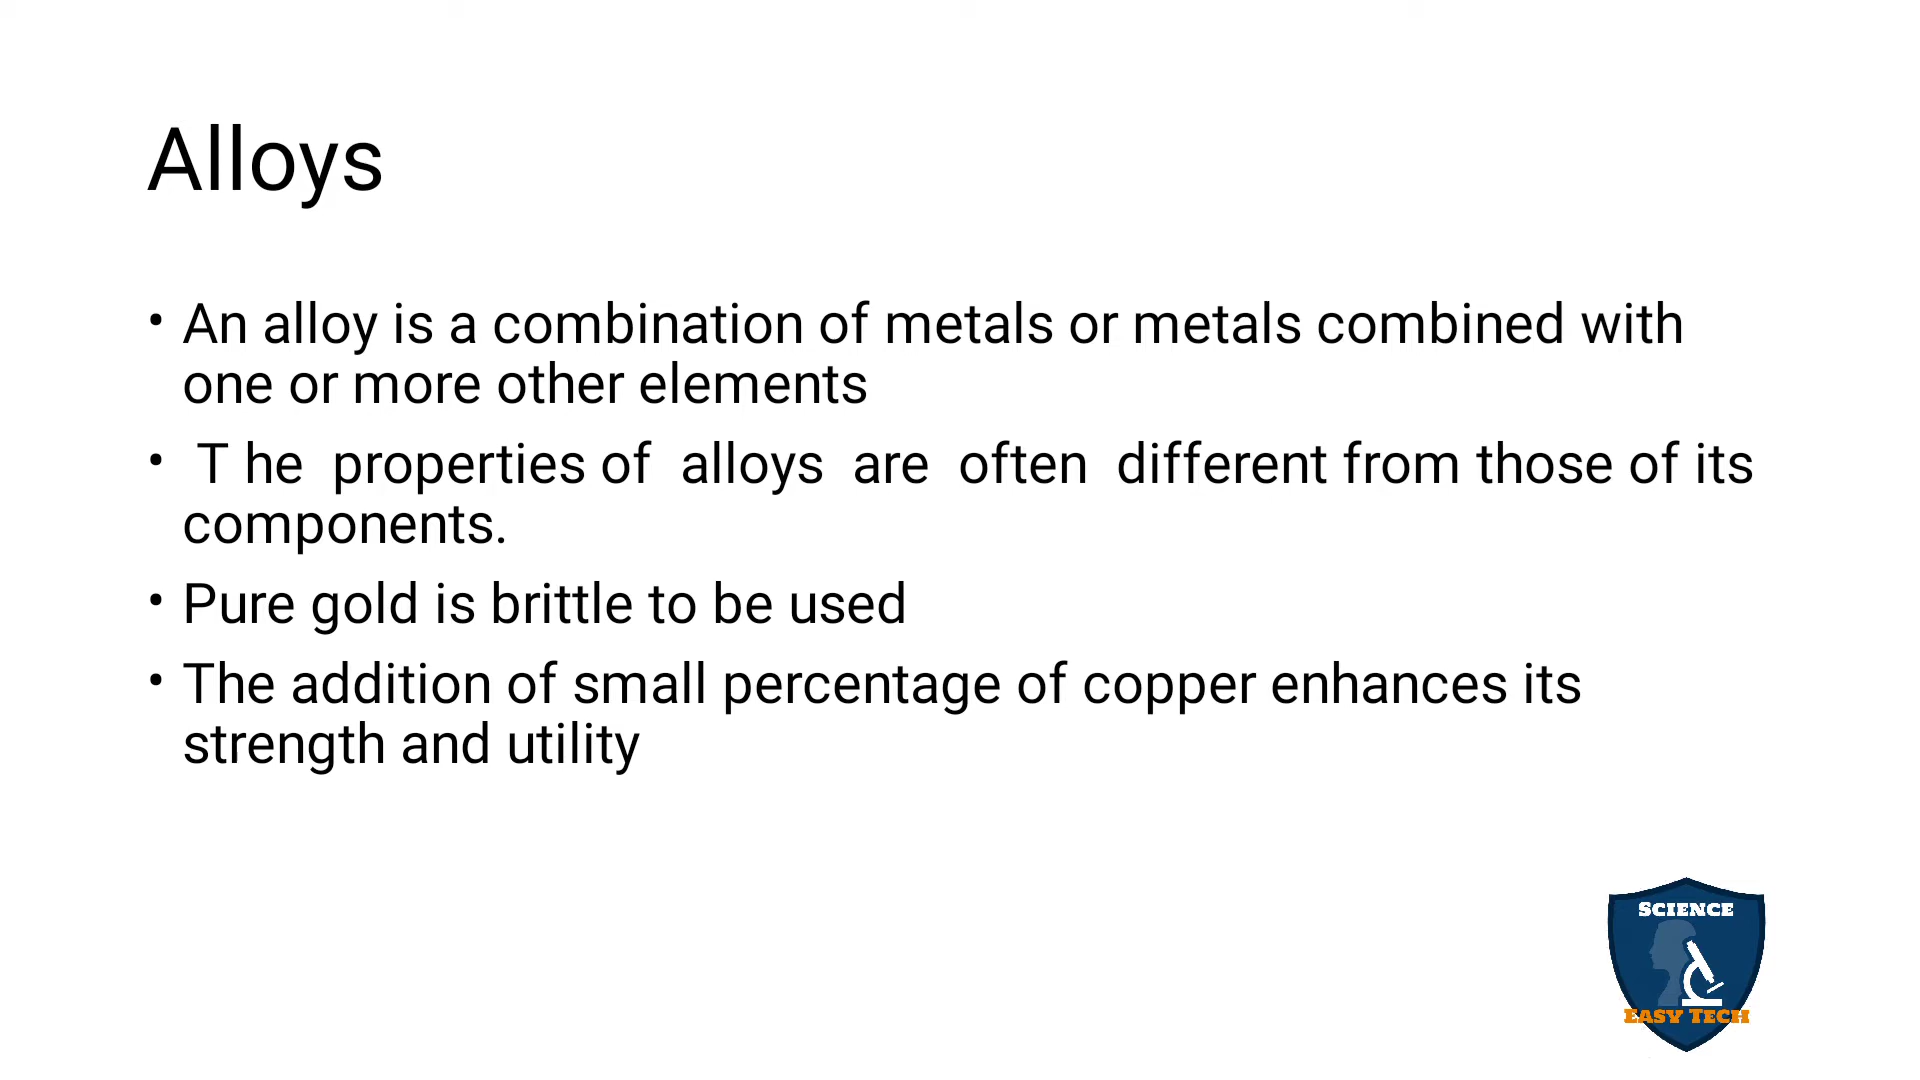 Alloys
• An alloy is a combination of metals or metals combined with
one or more other elements
• T he properties of alloys are often different from those of its
components.
• Pure gold is brittle to be used
• The addition of small percentage of copper enhances its
strength and utility
SCIENCE
EASY TECH